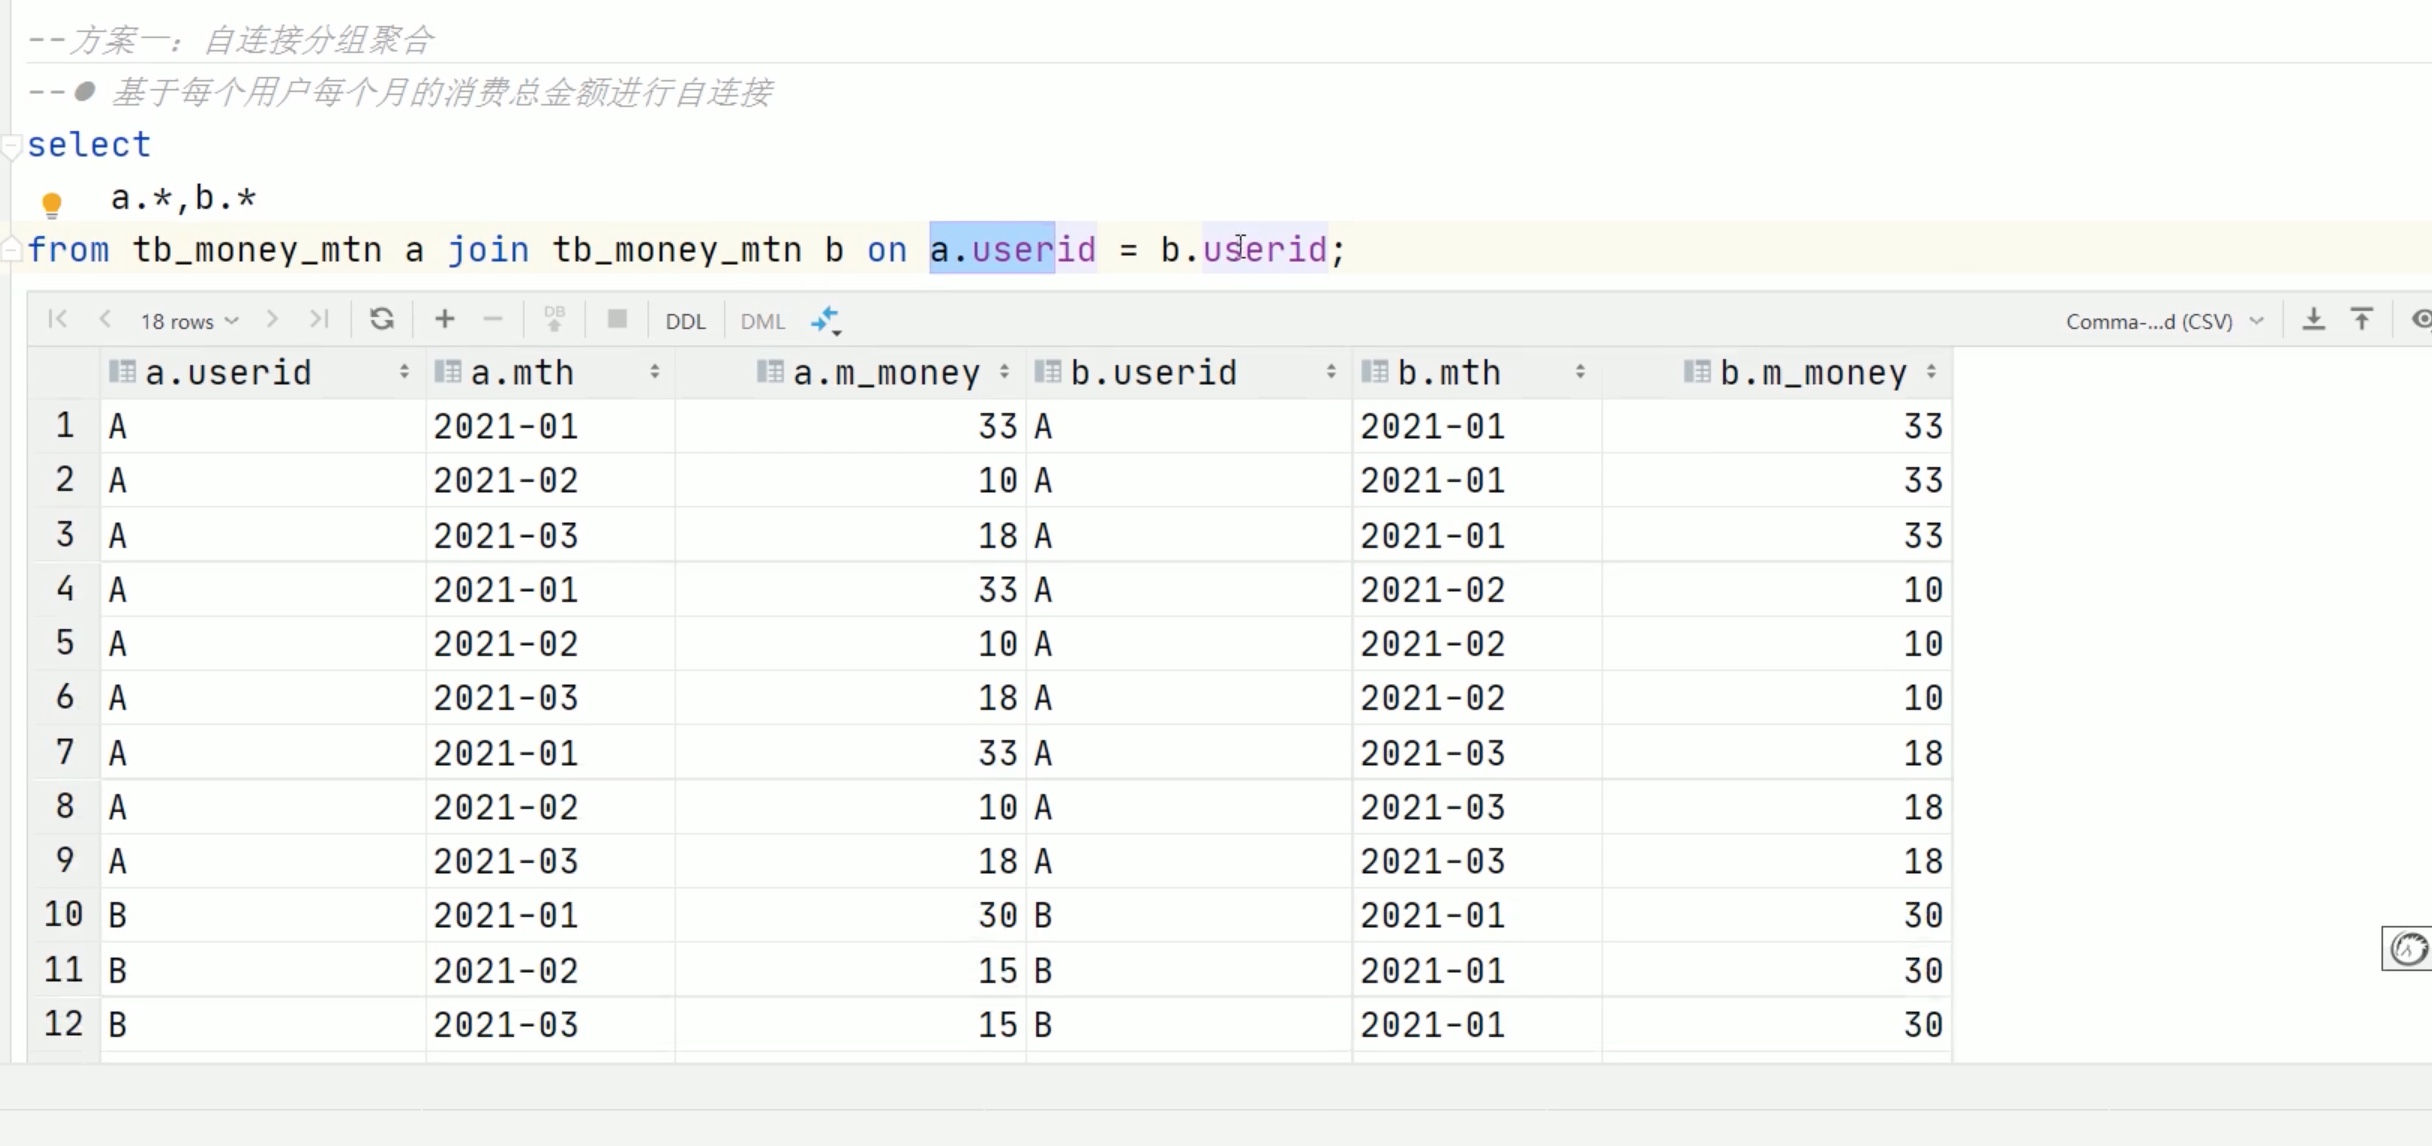 --方案一：自连接分组聚合
--● 基于每个用户每个月的消费总金额进行自连接
select
a.*,b.*
from tb_money_mtn a join tb_money_mtn b on a.userid = b.userid;
18 rows DB DDL DML Comma-...d (CSV)
a.userid a.mth a.m_money b.userid b.mth b.m_money
1 A 2021-01 33 A 2021-01 33
2 A 2021-02 10 A 2021-01 33
3 A 2021-03 18 A 2021-01 33
4 A 2021-01 33 A 2021-02 10
5 A 2021-02 10 A 2021-02 10
6 A 2021-03 18 A 2021-02 10
7 A 2021-01 33 A 2021-03 18
8 A 2021-02 10 A 2021-03 18
9 A 2021-03 18 A 2021-03 18
10 B 2021-01 30 B 2021-01 30
11 B 2021-02 15 B 2021-01 30
12 B 2021-03 15 B 2021-01 30